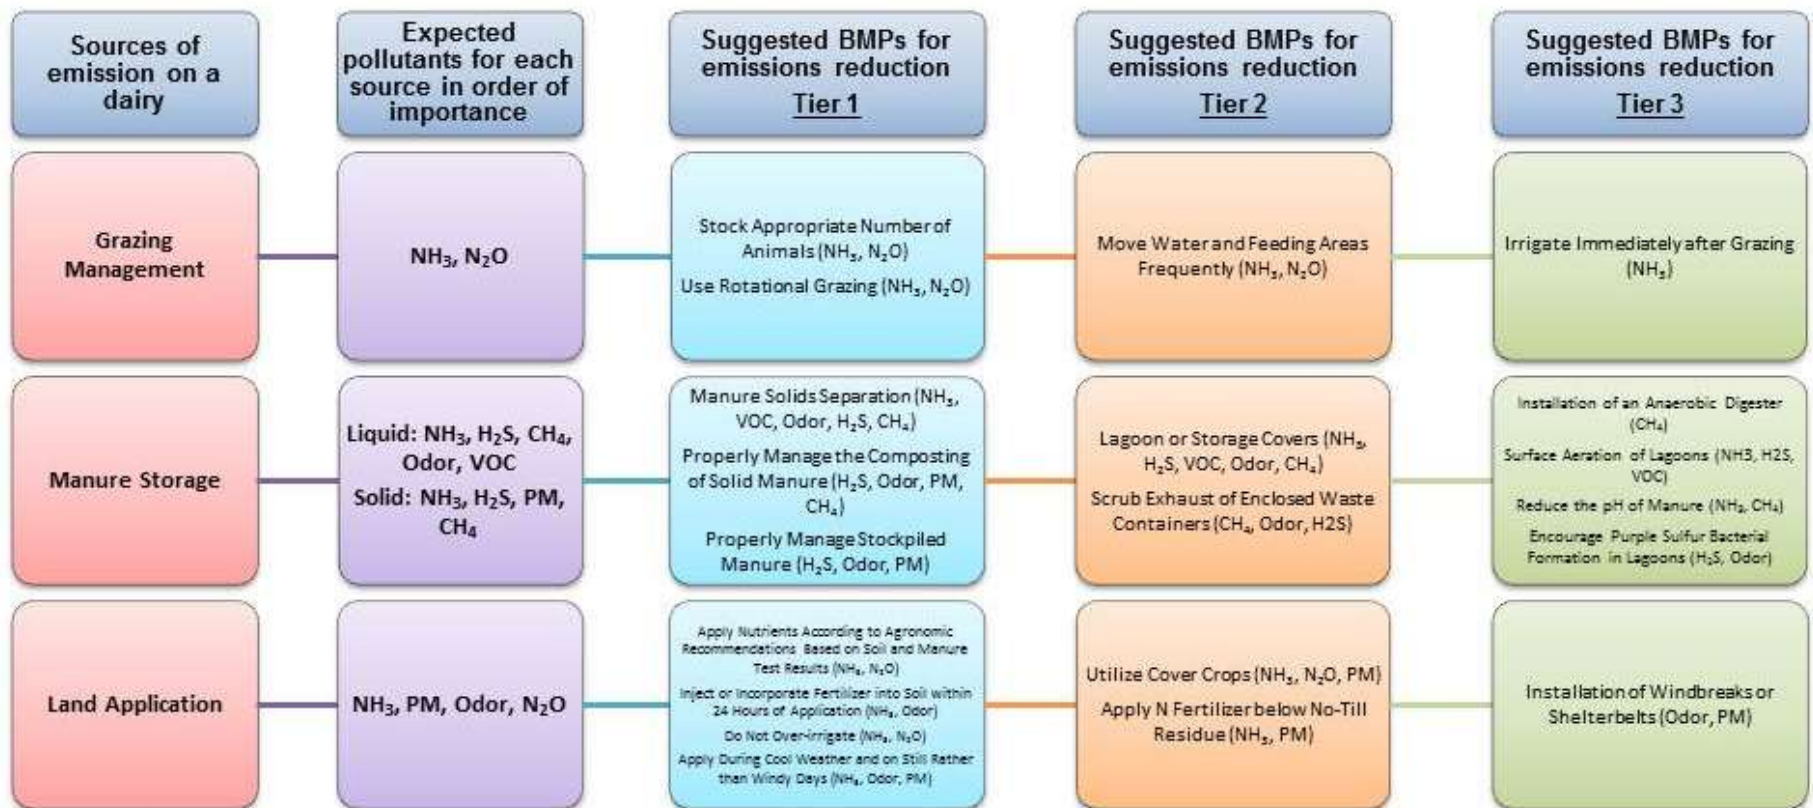 Sources of
emission on a
dairy
Expected
pollutants for each
source in order of
importance
Suggested BMPs for
emissions reduction
Tier 1
Suggested BMPs for
emissions reduction
Tier 2
Suggested BMPs for
emissions reduction
Tier 3
Grazing
Management
NH₃, N₂O
Stock Appropriate Number of
Animals (NH₃, N₂O)
Use Rotational Grazing (NH₃, N₂O)
Move Water and Feeding Areas
Frequently (NH₃, N₂O)
Irrigate Immediately after Grazing
(NH₃)
Manure Storage
Liquid: NH₃, H₂S, CH₄,
Odor, VOC
Solid: NH₃, H₂S, PM,
CH₄
Manure Solids Separation (NH₃,
VOC, Odor, H₂S, CH₄)
Properly Manage the Composting
of Solid Manure (H₂S, Odor, PM,
CH₄)
Properly Manage Stockpiled
Manure (H₂S, Odor, PM)
Lagoon or Storage Covers (NH₃,
H₂S, VOC, Odor, CH₄)
Scrub Exhaust of Enclosed Waste
Containers (CH₄, Odor, H2S)
Installation of an Anaerobic Digester
(CH₄)
Surface Aeration of Lagoons (NH3, H2S,
VOC)
Reduce the pH of Manure (NH₃, CH₄)
Encourage Purple Sulfur Bacterial
Formation in Lagoons (H₂S, Odor)
Land Application
NH₃, PM, Odor, N₂O
Apply Nutrients According to Agronomic
Recommendations Based on Soil and Manure
Test Results (NH₃, N₂O)
Inject or Incorporate Fertilizer into Soil within
24 Hours of Application (NH₃, Odor)
Do Not Over-irrigate (NH₃, N₂O)
Apply During Cool Weather and on Still Rather
than Windy Days (NH₃, Odor, PM)
Utilize Cover Crops (NH₃, N₂O, PM)
Apply N Fertilizer below No-Till
Residue (NH₃, PM)
Installation of Windbreaks or
Shelterbelts (Odor, PM)